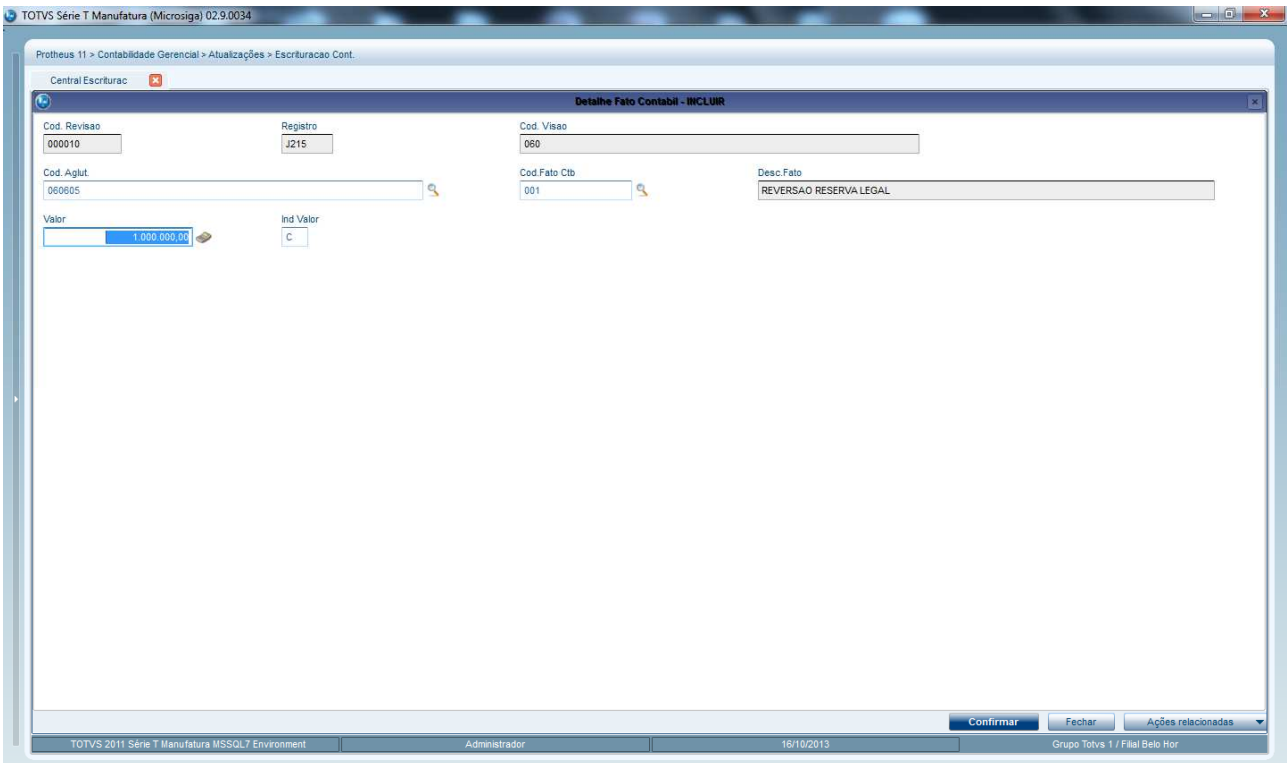 TOTVS Série T Manufatura (Microsiga) 02.9.0034
Protheus 11 > Contabilidade Gerencial > Atualizações > Escrituracao Cont.
Central Escriturac
Detalhe Fato Contabil - INCLUIR
Cod. Revisao Registro Cod. Visao
000010 J215 060
Cod. Aglut. Cod.Fato Ctb Desc.Fato
060605 001 REVERSAO RESERVA LEGAL
Valor Ind Valor
1.000.000,00 C
Confirmar Fechar Ações relacionadas
TOTVS 2011 Série T Manufatura MSSQL7 Environment Administrador 16/10/2013 Grupo Totvs 1 / Filial Belo Hor